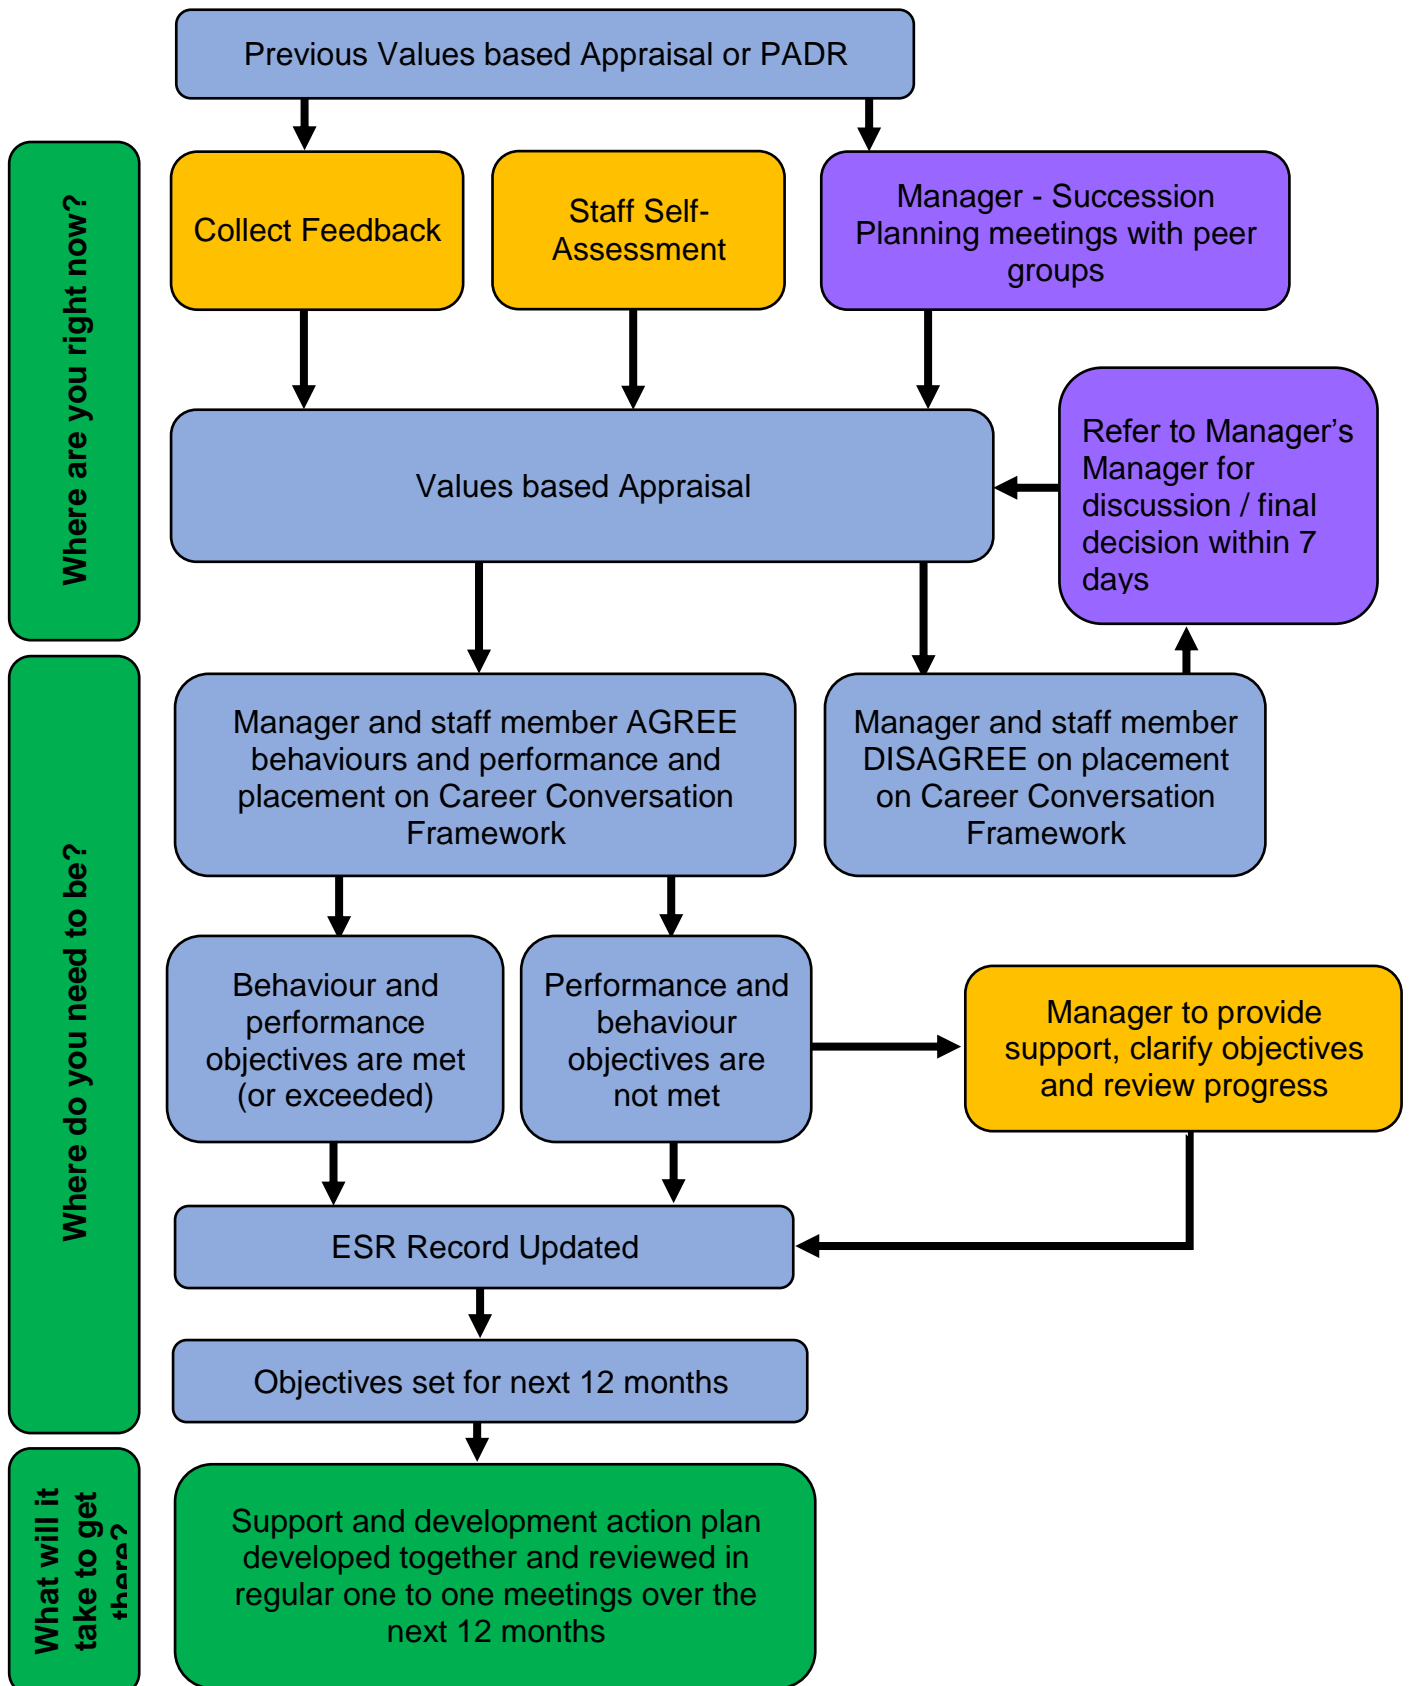 Previous Values based Appraisal or PADR
Where are you right now?
Collect Feedback
Staff Self-
Assessment
Manager - Succession
Planning meetings with peer
groups
Values based Appraisal
Refer to Manager’s
Manager for
discussion / final
decision within 7
days
Where do you need to be?
Manager and staff member AGREE
behaviours and performance and
placement on Career Conversation
Framework
Manager and staff member
DISAGREE on placement
on Career Conversation
Framework
Behaviour and
performance
objectives are met
(or exceeded)
Performance and
behaviour
objectives are
not met
Manager to provide
support, clarify objectives
and review progress
ESR Record Updated
Objectives set for next 12 months
What will it
take to get
there?
Support and development action plan
developed together and reviewed in
regular one to one meetings over the
next 12 months